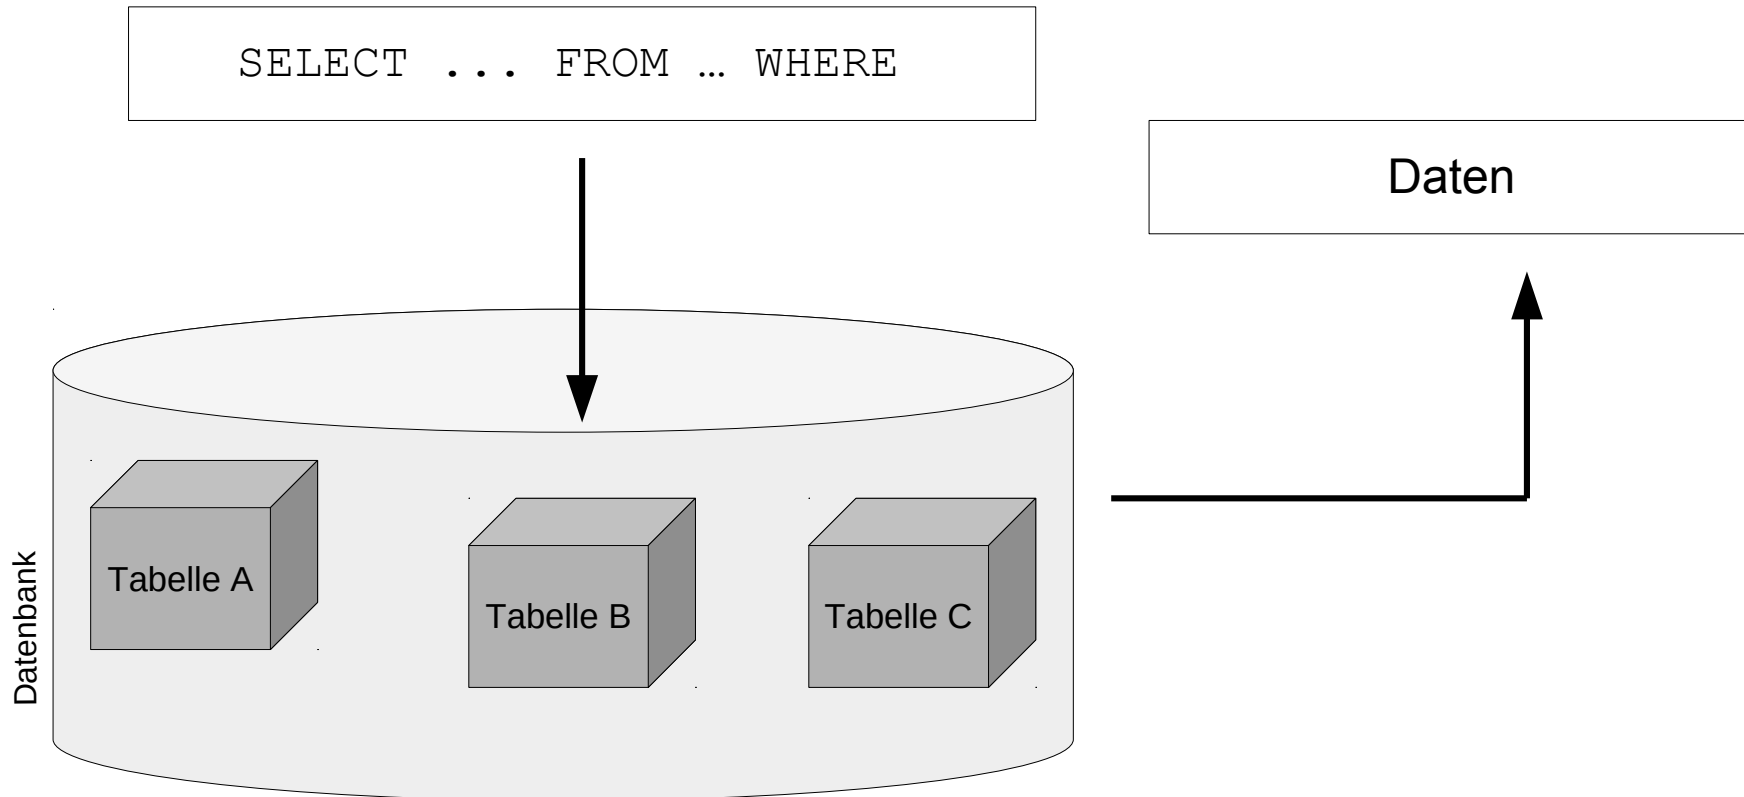 SELECT ... FROM … WHERE
Daten
Datenbank
Tabelle A
Tabelle B
Tabelle C